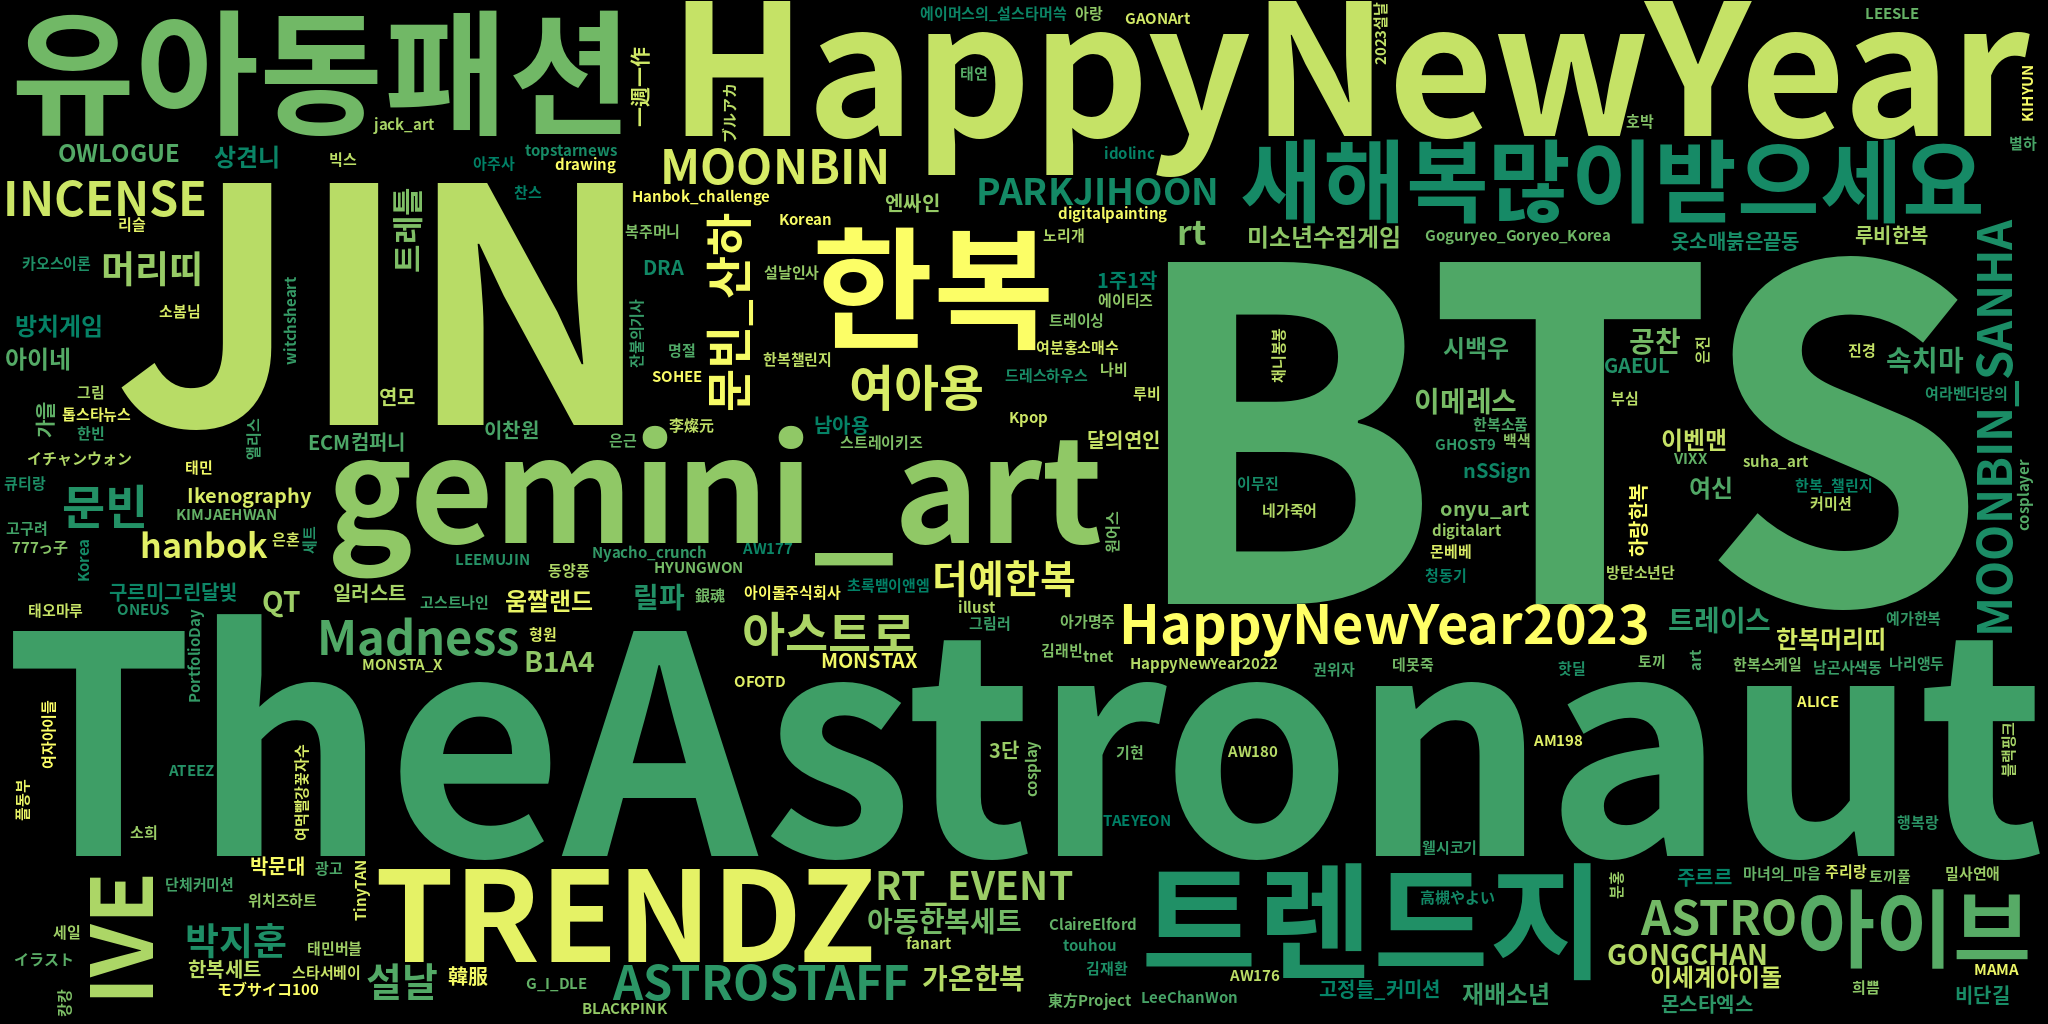 유아동패션
HappyNewYear
에이머스의_설스타머쓱
아랑
GAONArt
2023설날
LEESLE
태연
一週一作
ブルアカ
KIHYUN
jack_art
호박
별하
OWLOGUE
상견니
빅스
아주사
topstarnews
drawing
MOONBIN
idolinc
새해복많이받으세요
INCENSE
JIN
찬스
Hanbok_challenge
PARKJIHOON
엔싸인
digitalpainting
리슬
트레틀
복주머니
Korean
노리개
rt
미소년수집게임
Goguryeo_Goryeo_Korea
옷소매붉은끝동
루비한복
카오스이론
머리띠
DRA
문빈_산하
설날인사
한복
1주1작
에이티즈
BTS
MOONBIN_SANHA
소봄님
witchsheart
잔불의기사
트레이싱
방치게임
아이네
명절
한복챌린지
여분홍소매수
채니봉봉
시백우
공찬
은진
진경
속치마
SOHEE
여아용
드레스하우스
나비
GAEUL
그림
연모
루비
이메레스
부심
여라벤더당의
가을
톱스타뉴스
한빈
앨리스
ECM컴퍼니
이찬원
은근
李燦元
남아용
Kpop
스트레이키즈
달의연인
한복소품
GHOST9
백색
이벤맨
VIXX
suha_art
イチャンウォン
태민
gemini_art
nSSign
큐티랑
문빈
Ikenography
KIMJAEHWAN
이무진
여신
한복_챌린지
커미션
cosplayer
고구려
777っ子
Korea
hanbok
은혼
세트
원어스
네가죽어
onyu_art
digitalart
하랑한복
LEEMUJIN
Nyacho_crunch
AW177
몬베베
동양풍
HYUNGWON
청동기
방탄소년단
구르미그린달빛
ONEUS
태오마루
QT
일러스트
고스트나인
움짤랜드
릴파
銀魂
아이돌주식회사
초록뱀이앤엠
더예한복
illust
그림러
아가명주
HappyNewYear2023
트레이스
예가한복
한복머리띠
PortfolioDay
Madness
형원
아스트로
MONSTA_X
B1A4
MONSTAX
OFOTD
김래빈
tnet
HappyNewYear2022
권위자
데못죽
핫딜
토끼
art
한복스케일
남곤사색동
나리앵두
TheAstronaut
여자아이들
ALICE
플동부
ATEEZ
여먹빨강꽃자수
3단
cosplay
기현
AW180
AM198
블랙핑크
소희
TAEYEON
행복랑
웰시코기
박문대
광고
TinyTAN
TRENDZ
RT_EVENT
트렌드지
분홍
주르르
마녀의_마음
주리랑
토끼풀
밀사연애
IVE
단체커미션
위치즈하트
아동한복세트
高槻やよい
ASTRO
아이브
세일
박지훈
태민버블
fanart
ClaireElford
touhou
GONGCHAN
イラスト
한복세트
스타서베이
설날
韓服
G_I_DLE
ASTROSTAFF
가온한복
김재환
AW176
이세계아이돌
MAMA
캉캉
モブサイコ100
BLACKPINK
東方Project
LeeChanWon
고정틀_커미션
재배소년
몬스타엑스
희쁨
비단길